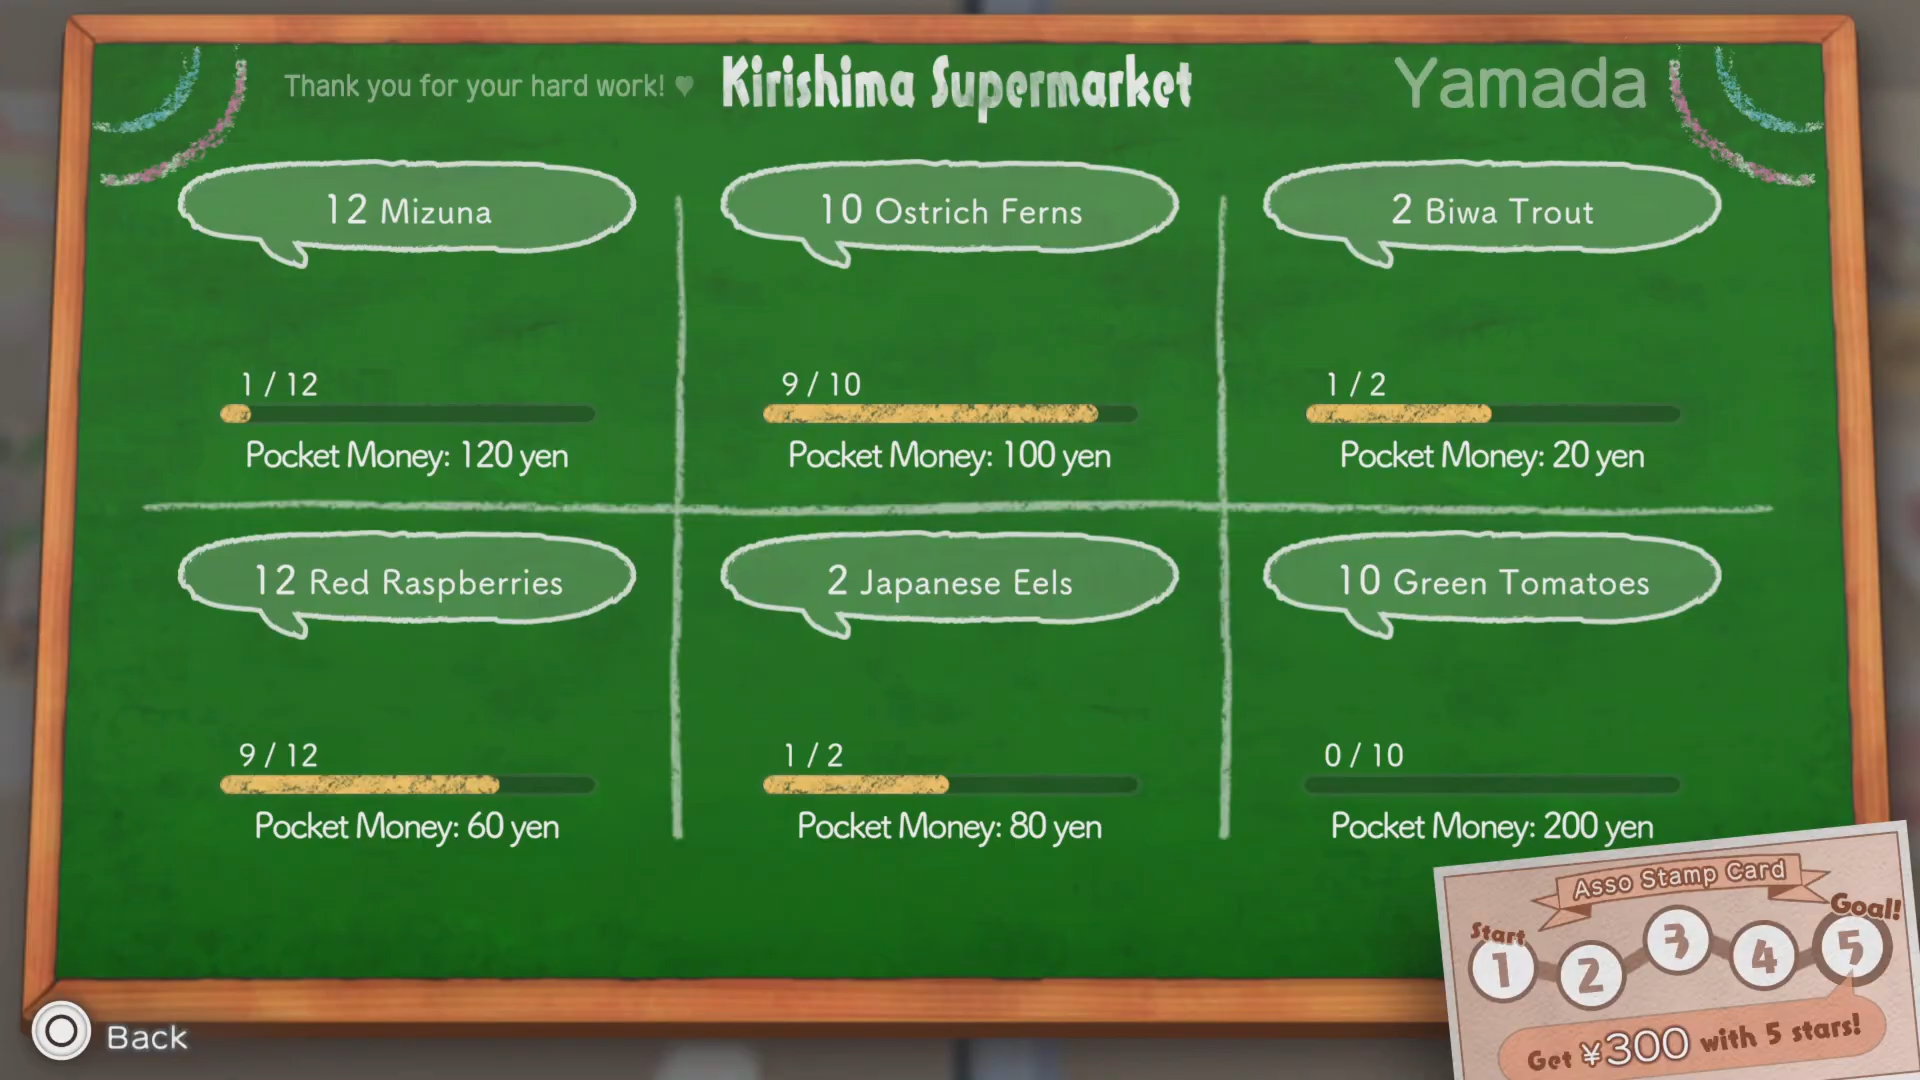 Thank you for your hard work! ♥
Kirishima Supermarket
Yamada
12 Mizuna
1 / 12
Pocket Money: 120 yen
10 Ostrich Ferns
9 / 10
Pocket Money: 100 yen
2 Biwa Trout
1 / 2
Pocket Money: 20 yen
12 Red Raspberries
9 / 12
Pocket Money: 60 yen
2 Japanese Eels
1 / 2
Pocket Money: 80 yen
10 Green Tomatoes
0 / 10
Pocket Money: 200 yen
Asso Stamp Card
Start
Goal!
1 2 3 4 5
Get ¥300 with 5 stars!
Back